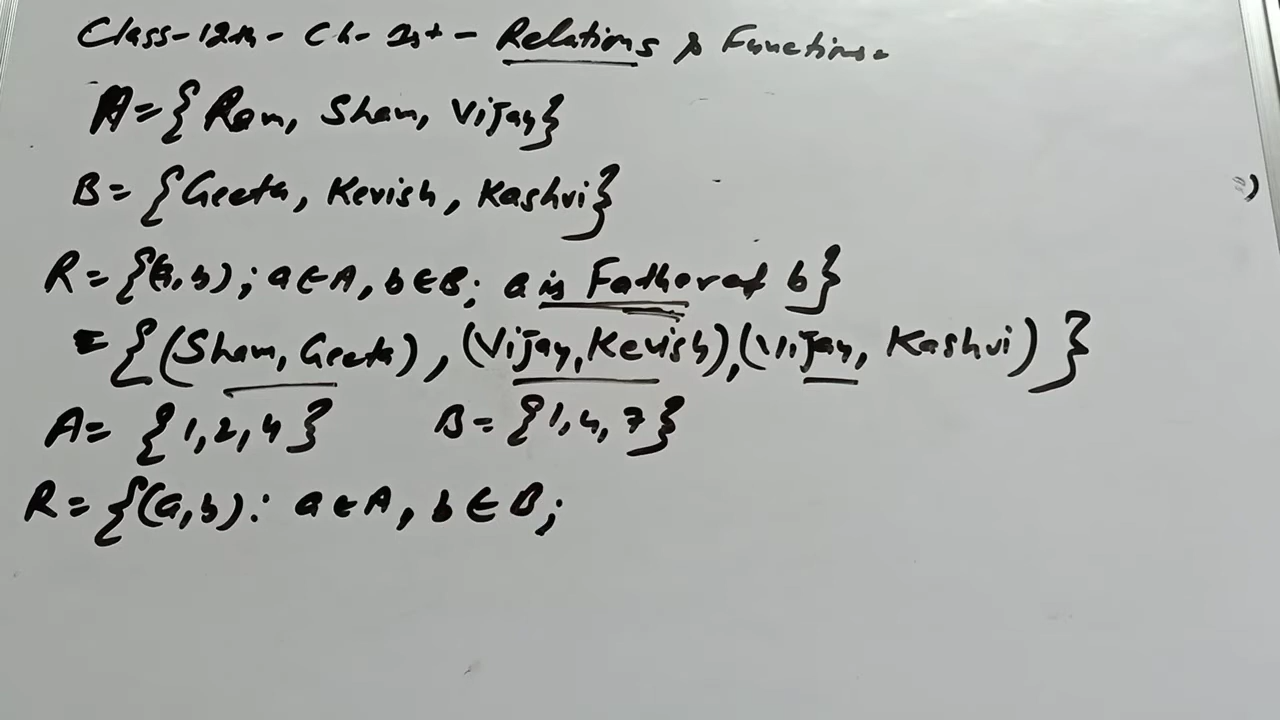 Class-12th - Ch-1st - Relations & Functions.
A = {Ram, Sham, Vijay}
B = {Geeta, Kevish, Kashvi}
R = {(a,b); a∈A, b∈B; a is Father of b}
= {(Sham, Geeta), (Vijay, Kevish), (Vijay, Kashvi)}
A = {1,2,4} B = {1,4,7}
R = {(a,b): a∈A, b∈B;